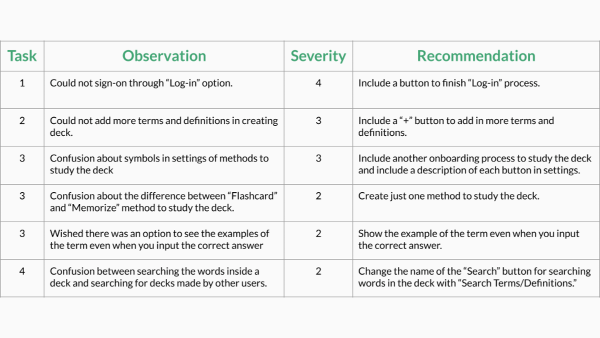 Task Observation Severity Recommendation
1 Could not sign-on through "Log-in" option. 4 Include a button to finish "Log-in" process.
2 Could not add more terms and definitions in creating
deck. 3 Include a "+" button to add in more terms and
definitions.
3 Confusion about symbols in settings of methods to
study the deck 3 Include another onboarding process to study the deck
and include a description of each button in settings.
3 Confusion about the difference between "Flashcard"
and "Memorize" method to study the deck. 2 Create just one method to study the deck.
3 Wished there was an option to see the examples of
the term even when you input the correct answer 2 Show the example of the term even when you input
the correct answer.
4 Confusion between searching the words inside a
deck and searching for decks made by other users. 2 Change the name of the "Search" button for searching
words in the deck with "Search Terms/Definitions."